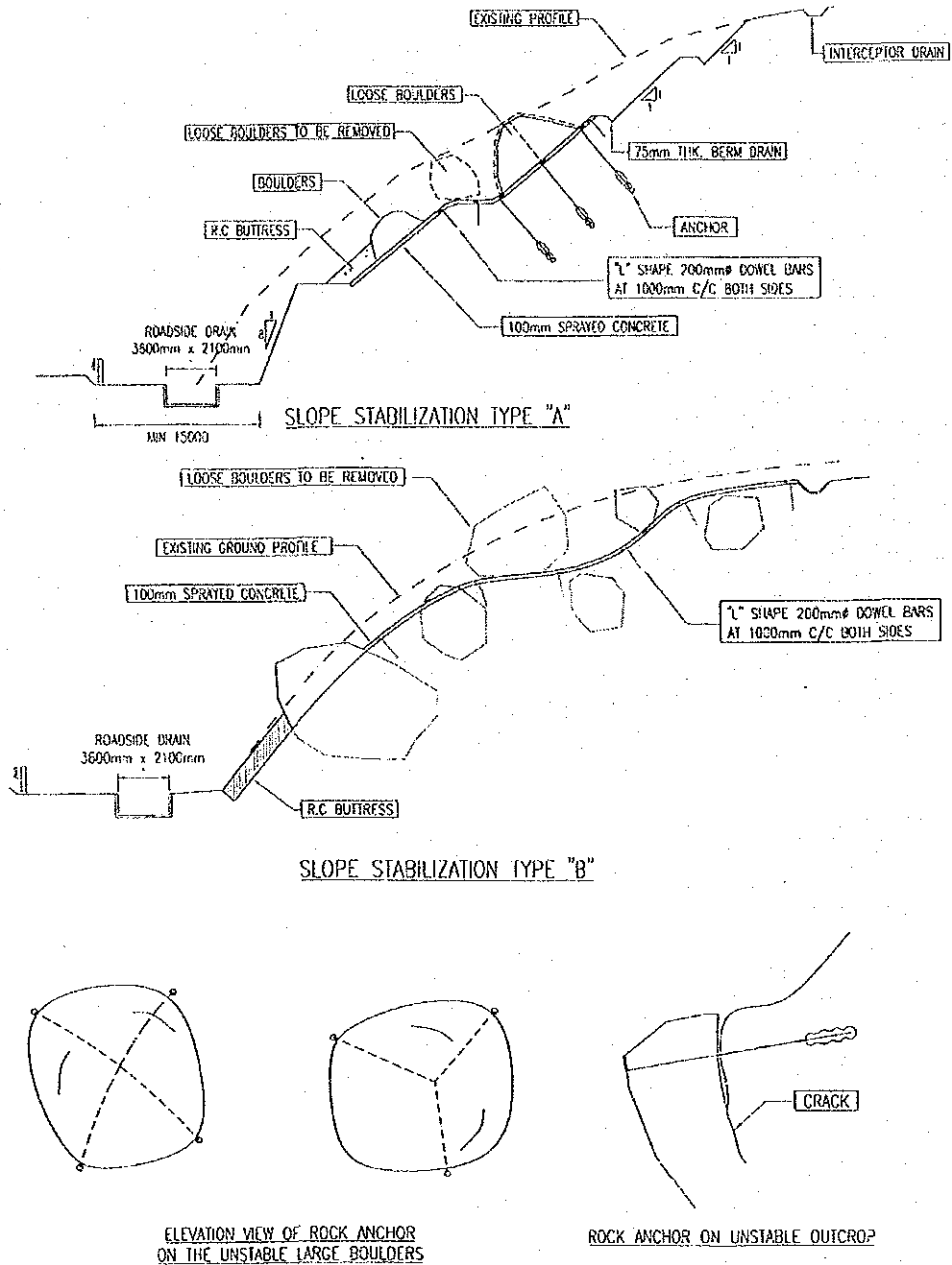 EXISTING PROFILE
INTERCEPTOR DRAIN
LOOSE BOULDERS
LOOSE BOULDERS TO BE REMOVED
75mm THK. BERM DRAIN
BOULDERS
R.C BUTTRESS
ANCHOR
"L" SHAPE 200mmø DOWEL BARS
AT 1000mm C/C BOTH SIDES
100mm SPRAYED CONCRETE
ROADSIDE DRAIN
3600mm x 2100mm
MIN 15000
SLOPE STABILIZATION TYPE "A"
LOOSE BOULDERS TO BE REMOVED
EXISTING GROUND PROFILE
100mm SPRAYED CONCRETE
"L" SHAPE 200mmø DOWEL BARS
AT 1000mm C/C BOTH SIDES
ROADSIDE DRAIN
3600mm x 2100mm
R.C BUTTRESS
SLOPE STABILIZATION TYPE "B"
CRACK
ELEVATION VIEW OF ROCK ANCHOR
ON THE UNSTABLE LARGE BOULDERS
ROCK ANCHOR ON UNSTABLE OUTCROP